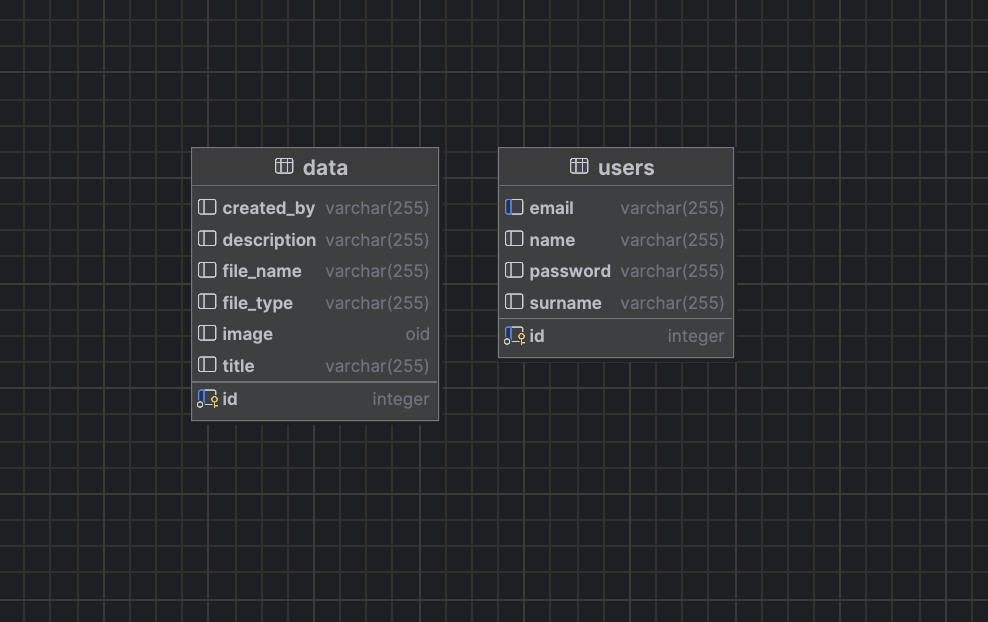 data
created_by varchar(255)
description varchar(255)
file_name varchar(255)
file_type varchar(255)
image oid
title varchar(255)
id integer
users
email varchar(255)
name varchar(255)
password varchar(255)
surname varchar(255)
id integer